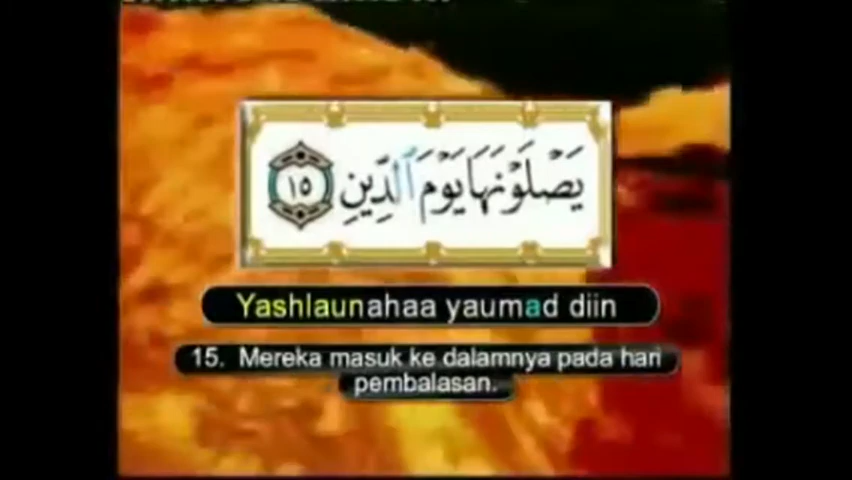 يَصْلَوْنَهَا يَوْمَ ٱلدِّينِ ١٥
Yashlaunahaa yaumad diin
15. Mereka masuk ke dalamnya pada hari
pembalasan.